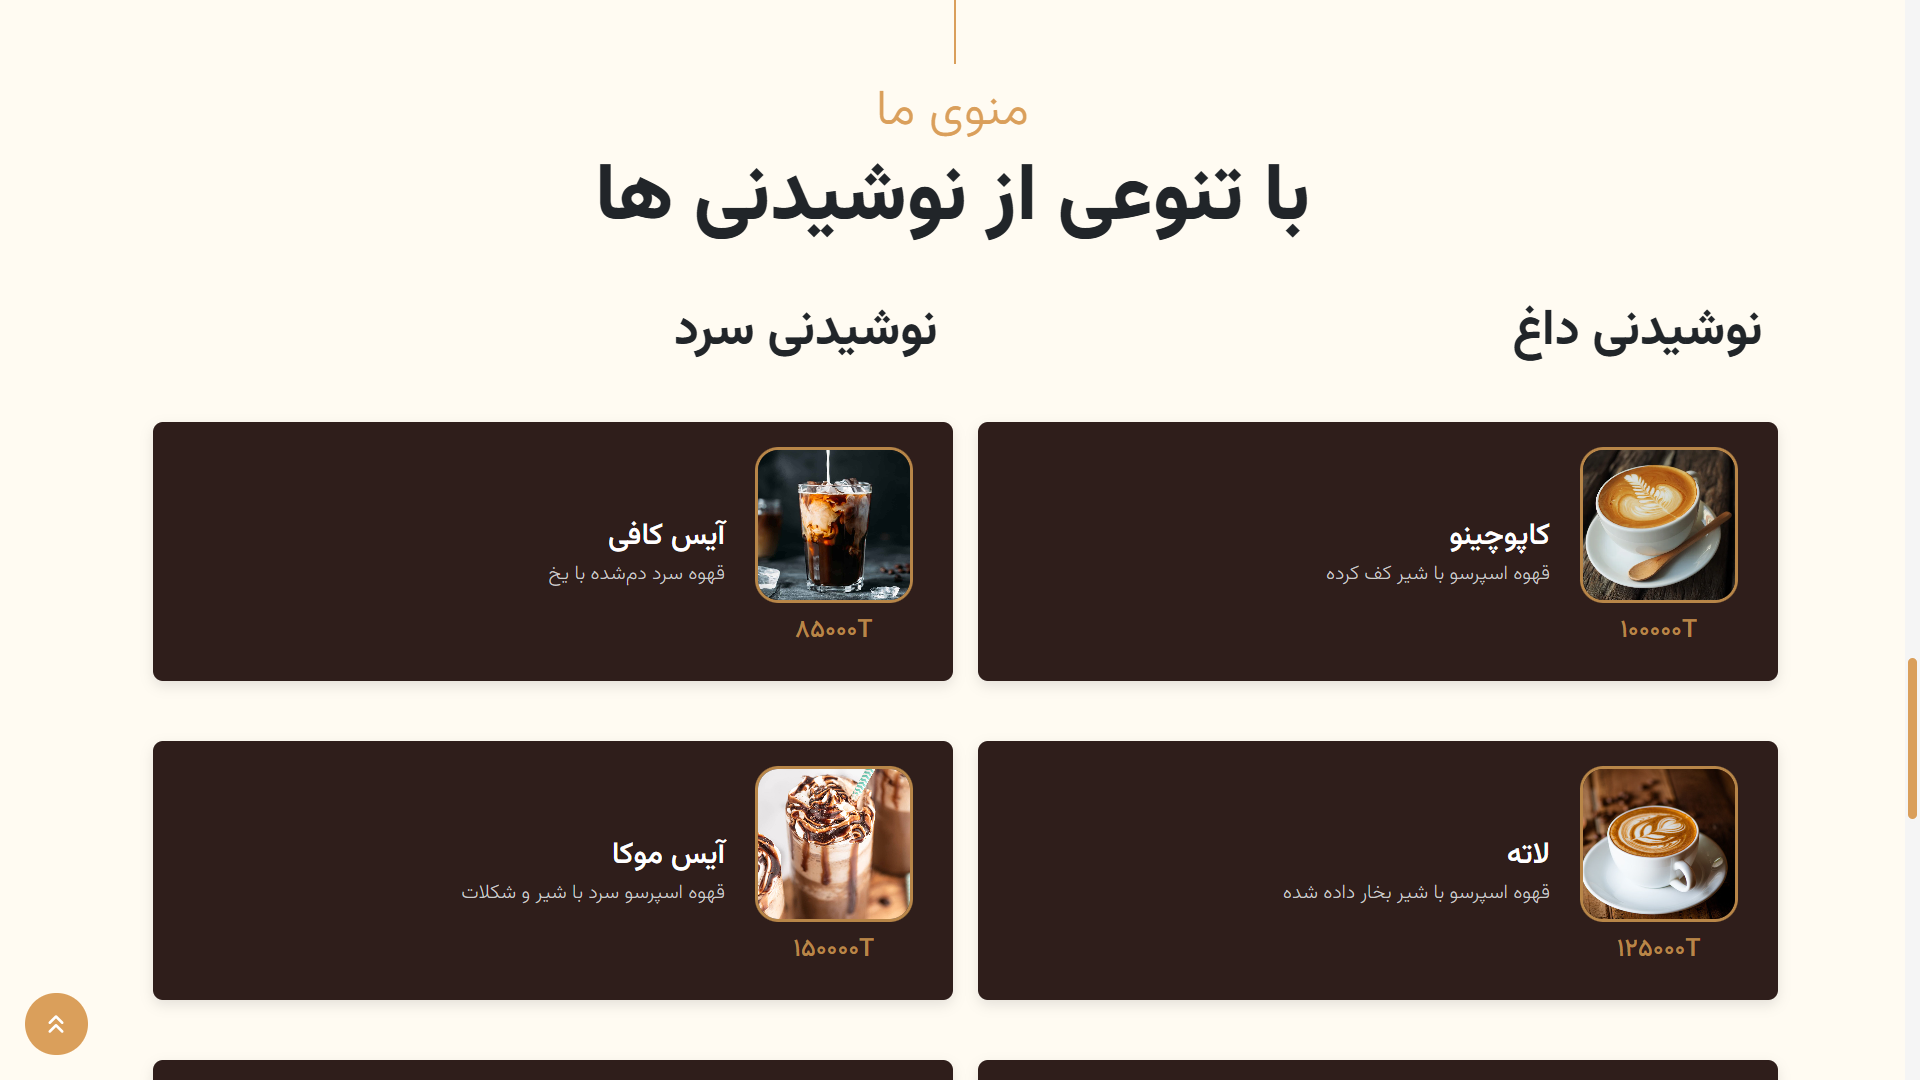 منوی ما
با تنوعی از نوشیدنی ها
نوشیدنی داغ
نوشیدنی سرد
کاپوچینو
قهوه اسپرسو با شیر کف کرده
۱۰۰۰۰۰T
آیس کافی
قهوه سرد دم‌شده با یخ
۸۵۰۰۰T
لاته
قهوه اسپرسو با شیر بخار داده شده
۱۲۵۰۰۰T
آیس موکا
قهوه اسپرسو سرد با شیر و شکلات
۱۵۰۰۰۰T